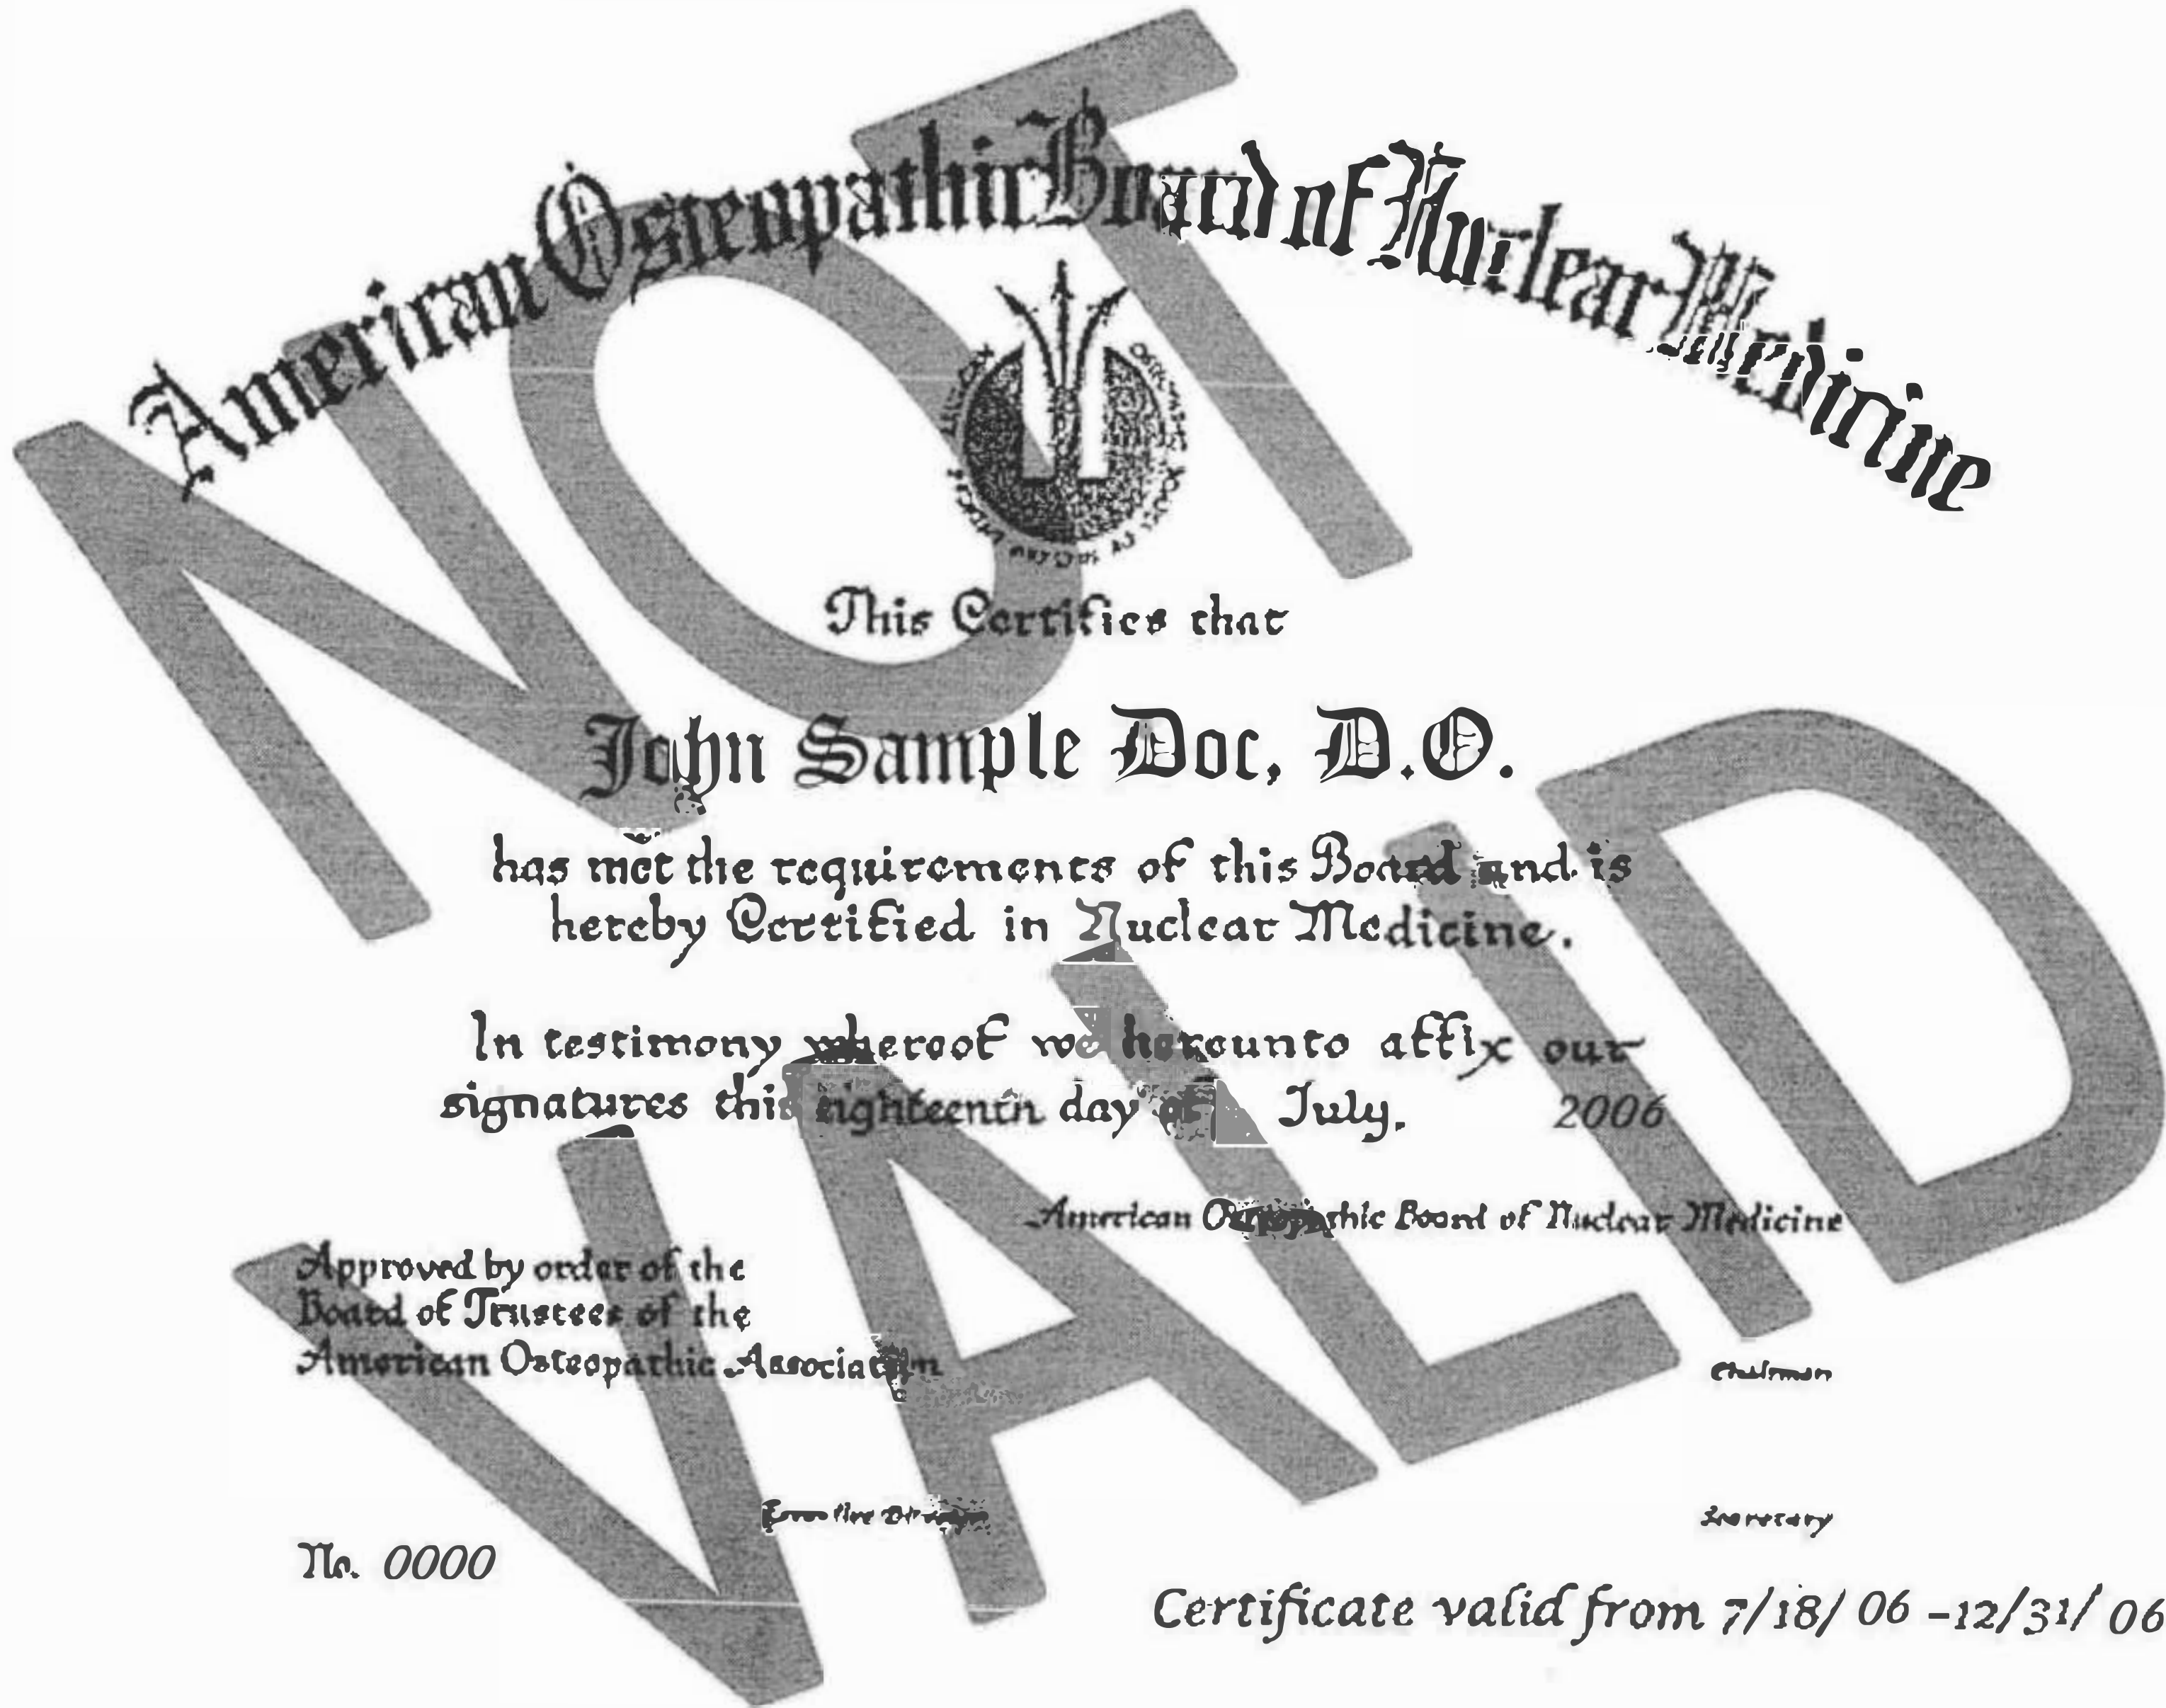 American Osteopathic Board of Nuclear Medicine
NOT
This Certifies that
John Sample Doc, D.O.
has met the requirements of this Board and is
hereby Certified in Nuclear Medicine.
In testimony whereof we hereunto affix our
signatures this eighteenth day of July, 2006
VALID
American Osteopathic Board of Nuclear Medicine
Approved by order of the
Board of Trustees of the
American Osteopathic Association
Chairman
Secretary
No. 0000
Certificate valid from 7/18/06 -12/31/06